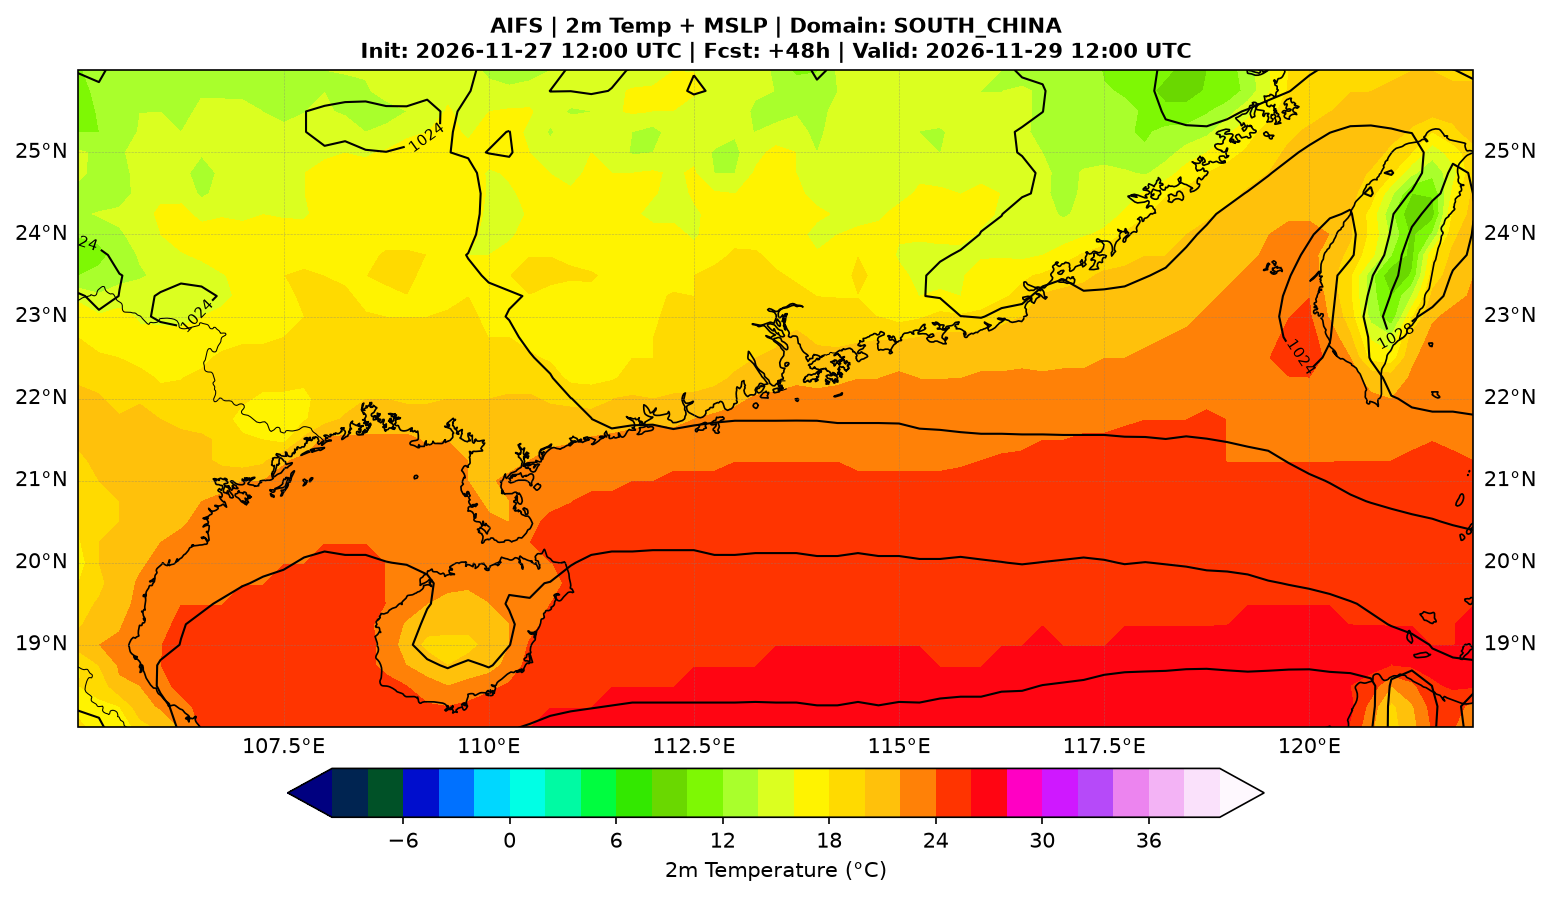 AIFS | 2m Temp + MSLP | Domain: SOUTH_CHINA
Init: 2026-11-27 12:00 UTC | Fcst: +48h | Valid: 2026-11-29 12:00 UTC
1024
25°N 25°N
24°N 24°N
24
1024
23°N 23°N
1028
1024
22°N 22°N
21°N 21°N
20°N 20°N
19°N 19°N
107.5°E 110°E 112.5°E 115°E 117.5°E 120°E
−6 0 6 12 18 24 30 36
2m Temperature (°C)